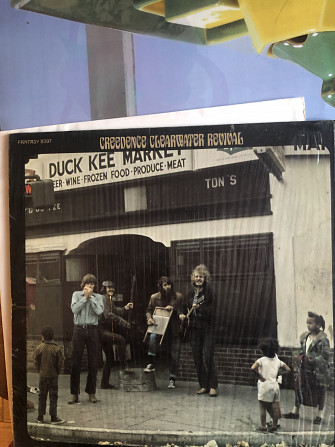 FANTASY 8397
CREEDENCE CLEARWATER REVIVAL
DUCK KEE MARKET
BEER · WINE · FROZEN FOOD · PRODUCE · MEAT
TON'S